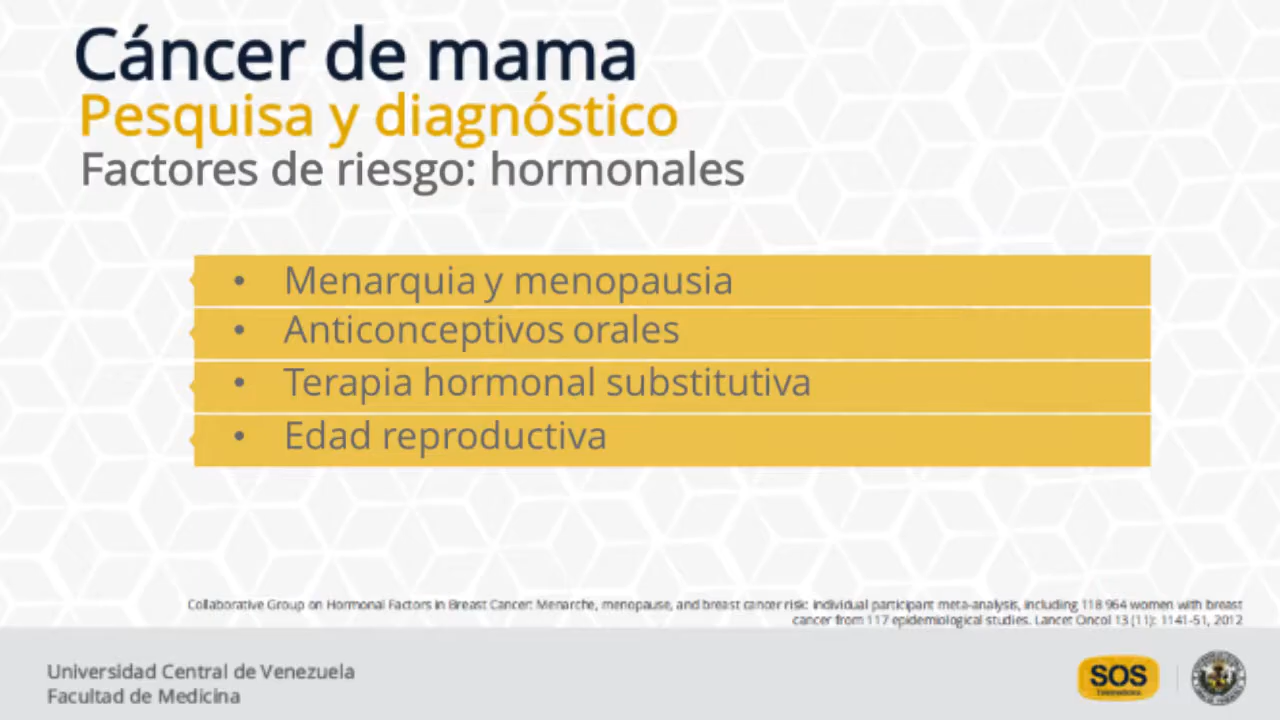 Cáncer de mama
Pesquisa y diagnóstico
Factores de riesgo: hormonales
• Menarquia y menopausia
• Anticonceptivos orales
• Terapia hormonal substitutiva
• Edad reproductiva
Collaborative Group on Hormonal Factors in Breast Cancer: Menarche, menopause, and breast cancer risk: individual participant meta-analysis, including 118 964 women with breast
cancer from 117 epidemiological studies. Lancet Oncol 13 (11): 1141-51, 2012
Universidad Central de Venezuela
Facultad de Medicina
SOS
Telemedicina